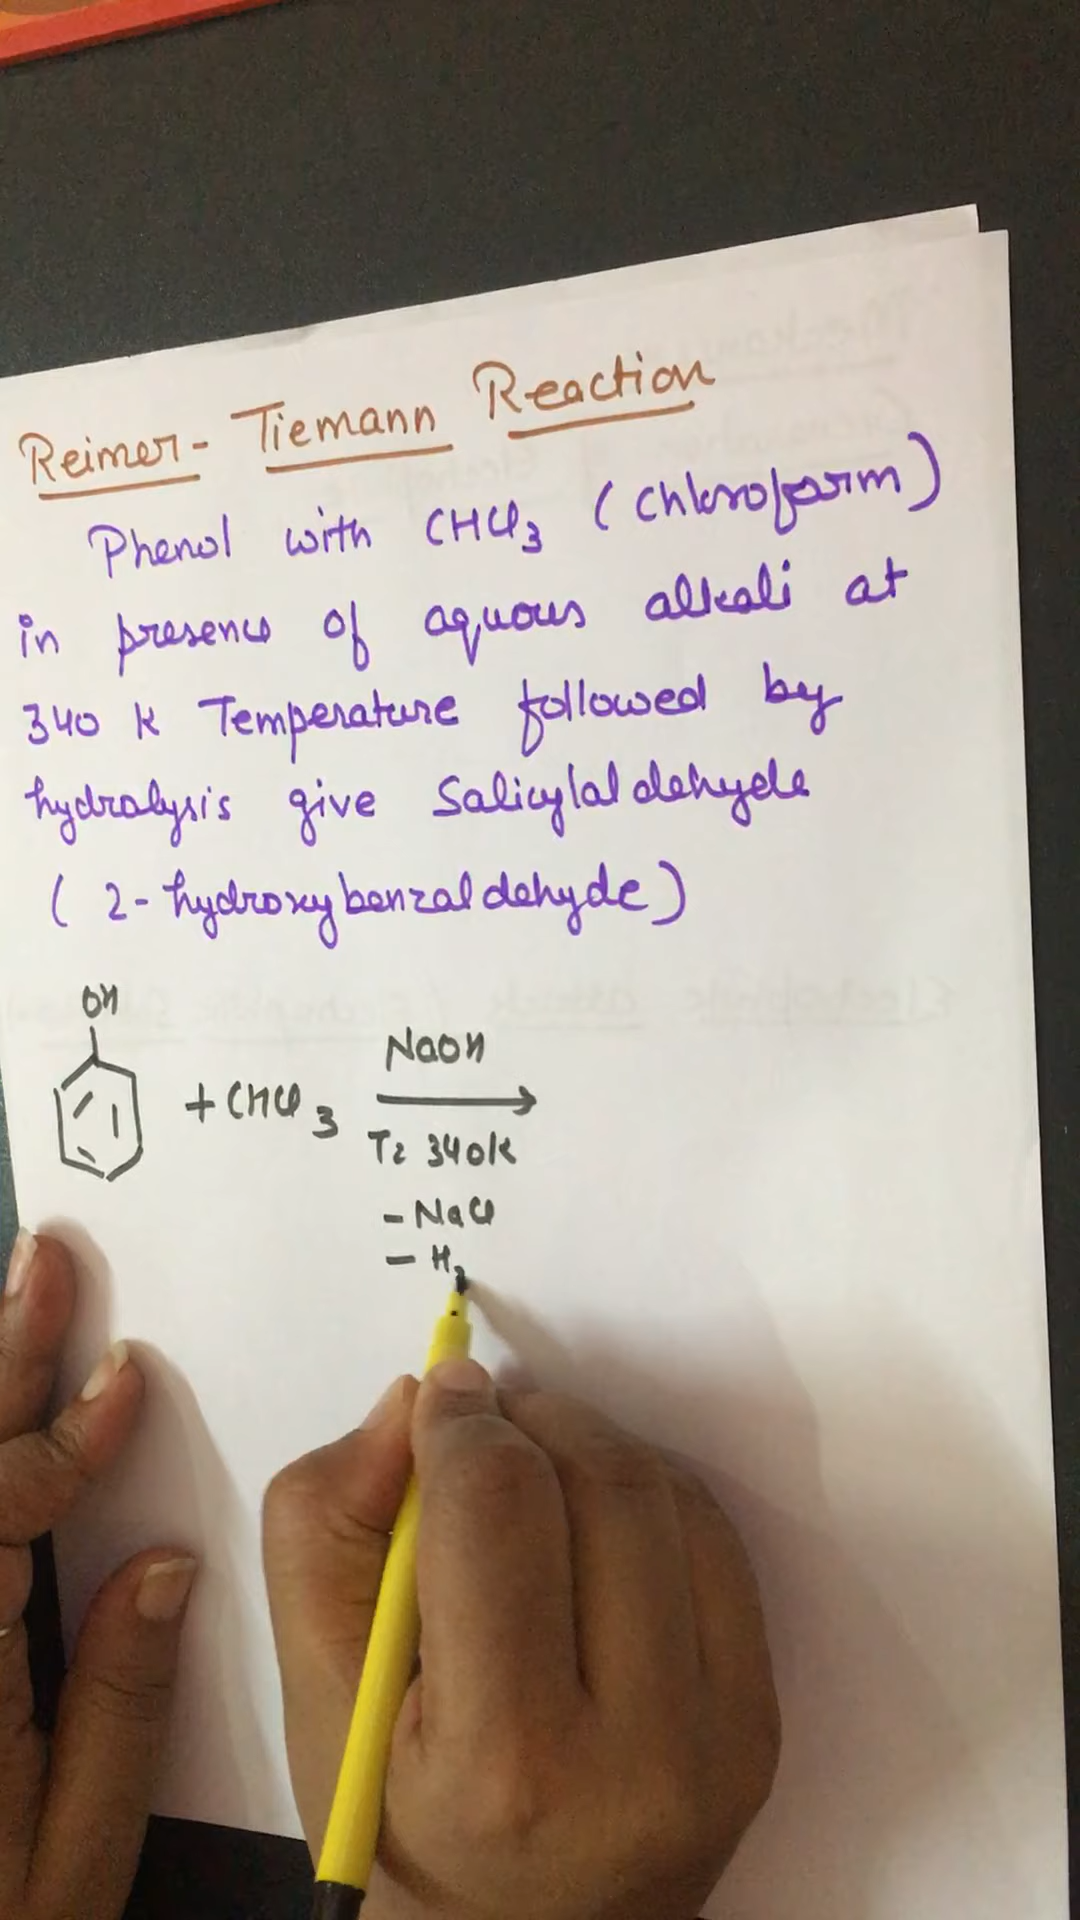 Reimer- Tiemann Reaction
Phenol with CHCl3 (Chloroform)
in presence of aquous alkali at
340 K Temperature followed by
hydrolysis give Salicylaldehyde
(2-hydroxybenzaldehyde)
OH
NaOH
+ CHCl3
T= 340K
- NaCl
- H2